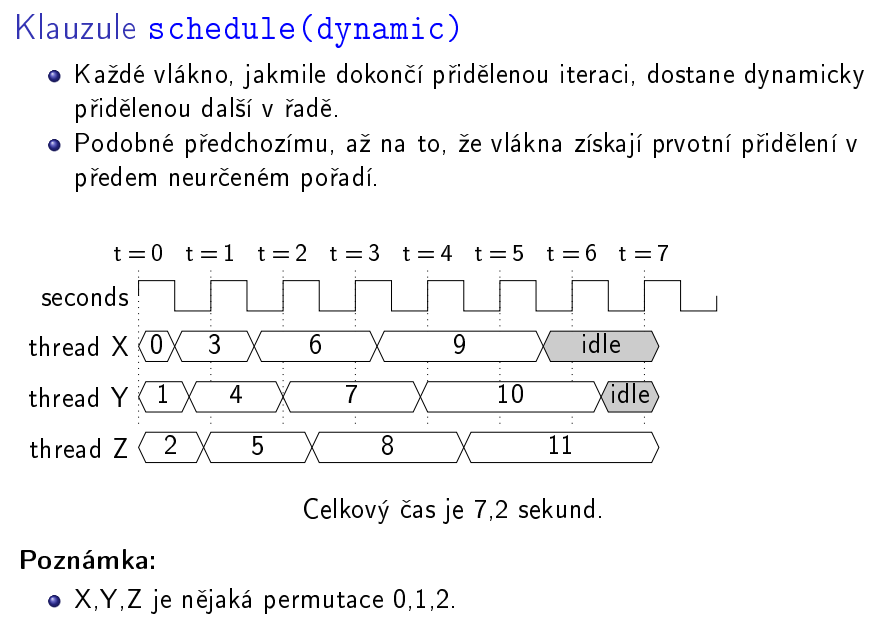 Klauzule schedule(dynamic)
Každé vlákno, jakmile dokončí přidělenou iteraci, dostane dynamicky
přidělenou další v řadě.
Podobné předchozímu, až na to, že vlákna získají prvotní přidělení v
předem neurčeném pořadí.
t = 0 t = 1 t = 2 t = 3 t = 4 t = 5 t = 6 t = 7
seconds
thread X 0 3 6 9 idle
thread Y 1 4 7 10 idle
thread Z 2 5 8 11
Celkový čas je 7,2 sekund.
Poznámka:
X,Y,Z je nějaká permutace 0,1,2.